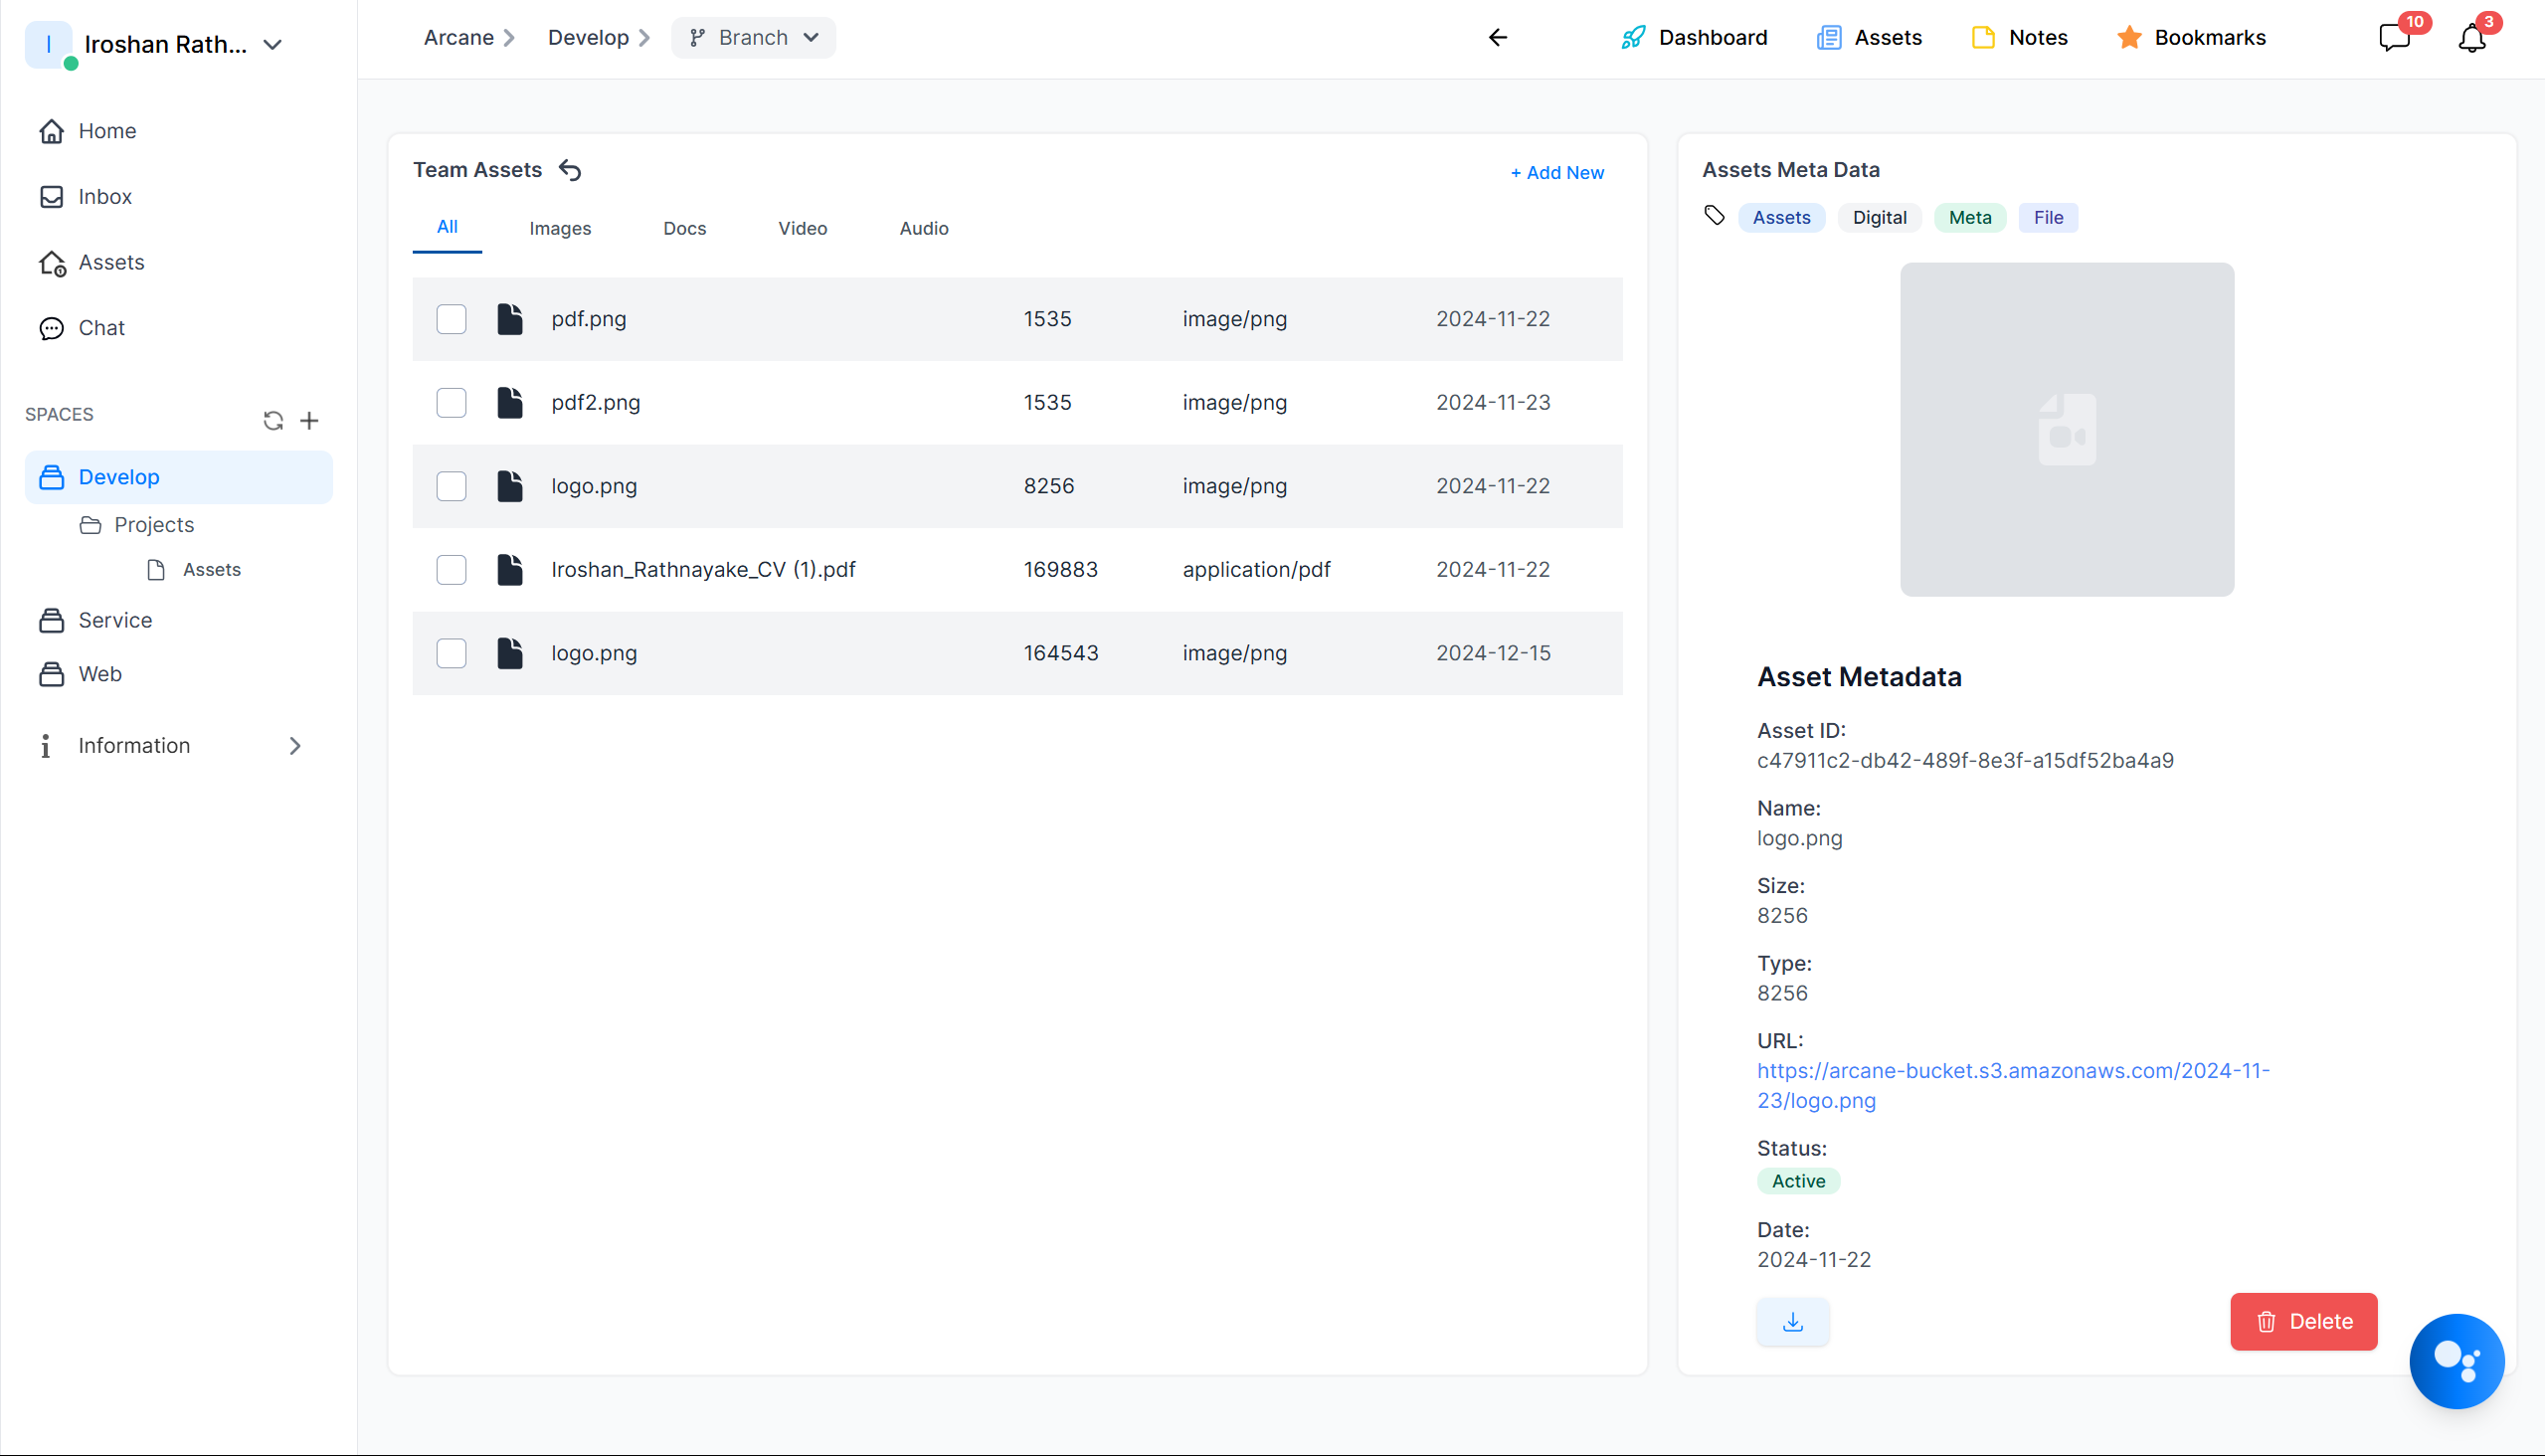 I
Iroshan Rath...
Home
Inbox
Assets
Chat
SPACES
Develop
Projects
Assets
Service
Web
Information
Arcane
Develop
Branch
Dashboard
Assets
Notes
Bookmarks
10
3
Team Assets
+ Add New
All
Images
Docs
Video
Audio
pdf.png 1535 image/png 2024-11-22
pdf2.png 1535 image/png 2024-11-23
logo.png 8256 image/png 2024-11-22
Iroshan_Rathnayake_CV (1).pdf 169883 application/pdf 2024-11-22
logo.png 164543 image/png 2024-12-15
Assets Meta Data
Assets Digital Meta File
Asset Metadata
Asset ID:
c47911c2-db42-489f-8e3f-a15df52ba4a9
Name:
logo.png
Size:
8256
Type:
8256
URL:
https://arcane-bucket.s3.amazonaws.com/2024-11-
23/logo.png
Status:
Active
Date:
2024-11-22
Delete